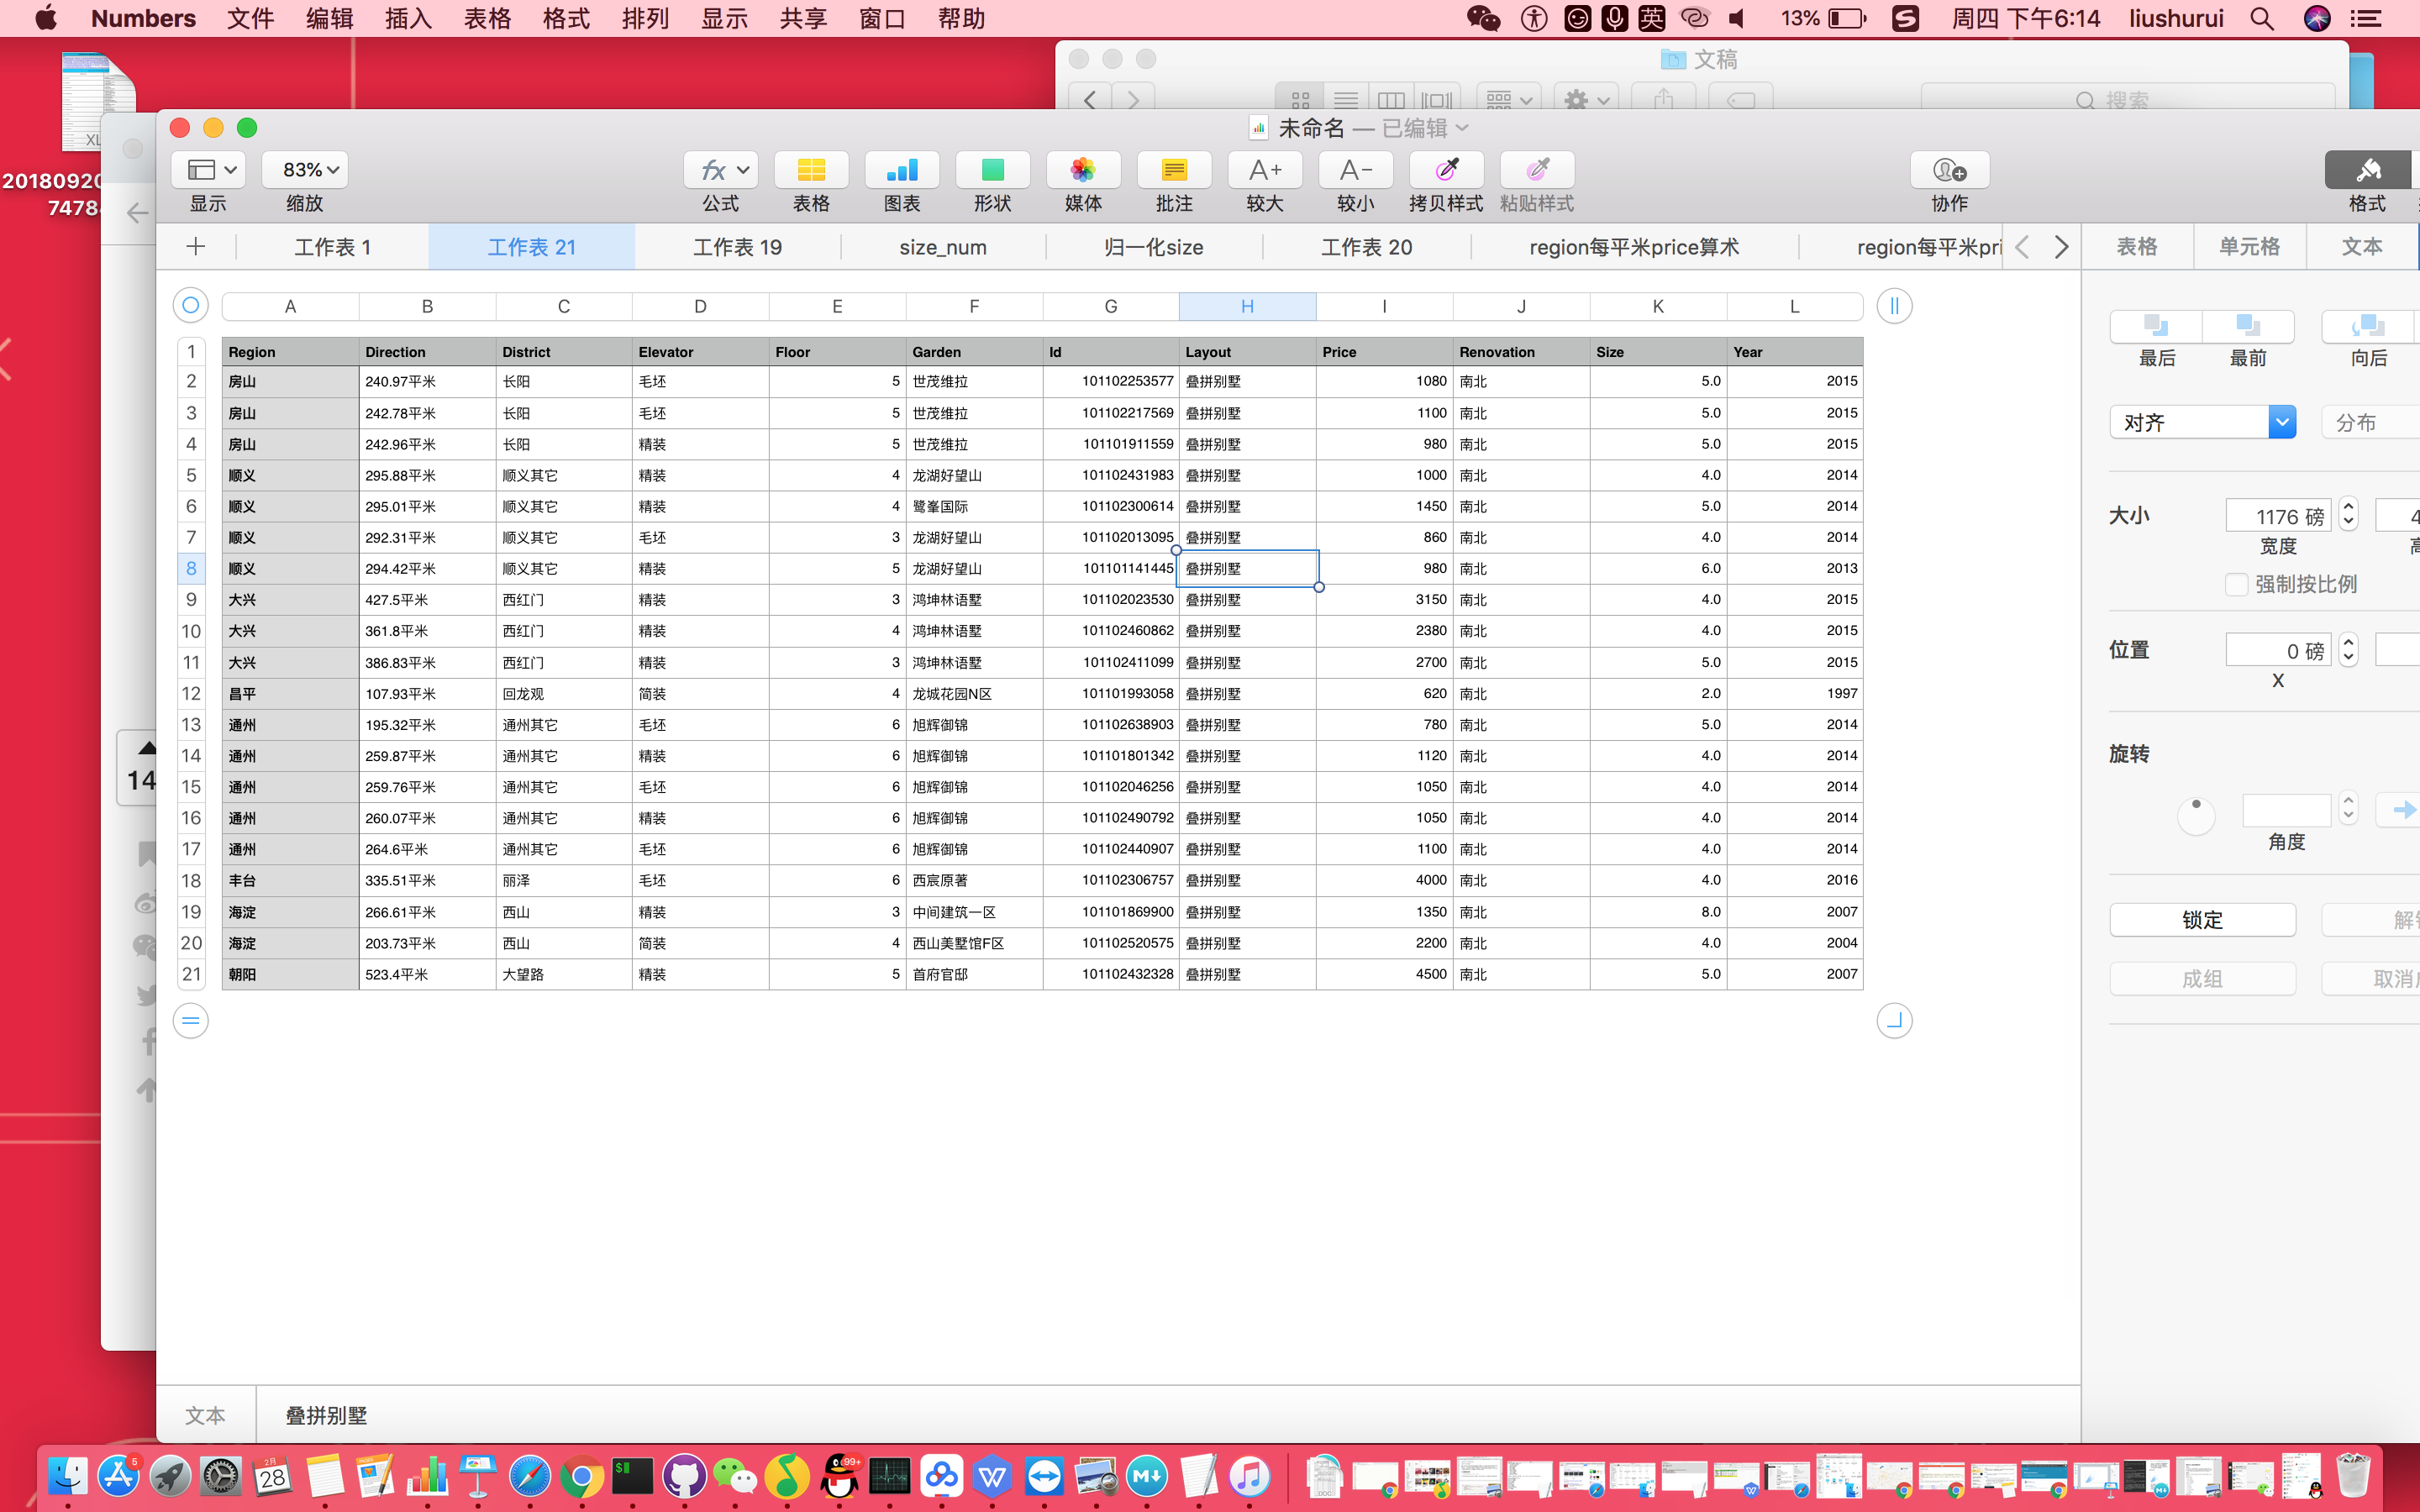 Numbers 文件 编辑 插入 表格 格式 排列 显示 共享 窗口 帮助 英 13% 周四 下午6:14 liushurui
文稿
搜索
XL
20180920
7478
未命名 — 已编辑
83%
显示 缩放 公式 表格 图表 形状 媒体 批注 较大 较小 拷贝样式 粘贴样式 协作 格式
工作表 1 工作表 21 工作表 19 size_num 归一化size 工作表 20 region每平米price算术 region每平米pri 表格 单元格 文本
A B C D E F G H I J K L
1 Region Direction District Elevator Floor Garden Id Layout Price Renovation Size Year
2 房山 240.97平米 长阳 毛坯 5 世茂维拉 101102253577 叠拼别墅 1080 南北 5.0 2015
3 房山 242.78平米 长阳 毛坯 5 世茂维拉 101102217569 叠拼别墅 1100 南北 5.0 2015
4 房山 242.96平米 长阳 精装 5 世茂维拉 101101911559 叠拼别墅 980 南北 5.0 2015
5 顺义 295.88平米 顺义其它 精装 4 龙湖好望山 101102431983 叠拼别墅 1000 南北 4.0 2014
6 顺义 295.01平米 顺义其它 精装 4 鹭峯国际 101102300614 叠拼别墅 1450 南北 5.0 2014
7 顺义 292.31平米 顺义其它 毛坯 3 龙湖好望山 101102013095 叠拼别墅 860 南北 4.0 2014
8 顺义 294.42平米 顺义其它 精装 5 龙湖好望山 101101141445 叠拼别墅 980 南北 6.0 2013
9 大兴 427.5平米 西红门 精装 3 鸿坤林语墅 101102023530 叠拼别墅 3150 南北 4.0 2015
10 大兴 361.8平米 西红门 精装 4 鸿坤林语墅 101102460862 叠拼别墅 2380 南北 4.0 2015
11 大兴 386.83平米 西红门 精装 3 鸿坤林语墅 101102411099 叠拼别墅 2700 南北 5.0 2015
12 昌平 107.93平米 回龙观 简装 4 龙城花园N区 101101993058 叠拼别墅 620 南北 2.0 1997
13 通州 195.32平米 通州其它 毛坯 6 旭辉御锦 101102638903 叠拼别墅 780 南北 5.0 2014
14 通州 259.87平米 通州其它 精装 6 旭辉御锦 101101801342 叠拼别墅 1120 南北 4.0 2014
15 通州 259.76平米 通州其它 毛坯 6 旭辉御锦 101102046256 叠拼别墅 1050 南北 4.0 2014
16 通州 260.07平米 通州其它 精装 6 旭辉御锦 101102490792 叠拼别墅 1050 南北 4.0 2014
17 通州 264.6平米 通州其它 毛坯 6 旭辉御锦 101102440907 叠拼别墅 1100 南北 4.0 2014
18 丰台 335.51平米 丽泽 毛坯 6 西宸原著 101102306757 叠拼别墅 4000 南北 4.0 2016
19 海淀 266.61平米 西山 精装 3 中间建筑一区 101101869900 叠拼别墅 1350 南北 8.0 2007
20 海淀 203.73平米 西山 简装 4 西山美墅馆F区 101102520575 叠拼别墅 2200 南北 4.0 2004
21 朝阳 523.4平米 大望路 精装 5 首府官邸 101102432328 叠拼别墅 4500 南北 5.0 2007
14
最后 最前 向后
对齐 分布
大小 1176 磅 4
宽度
强制按比例
位置 0 磅
X
旋转
角度
锁定
成组 取消
文本 叠拼别墅
5 2月 28 99+